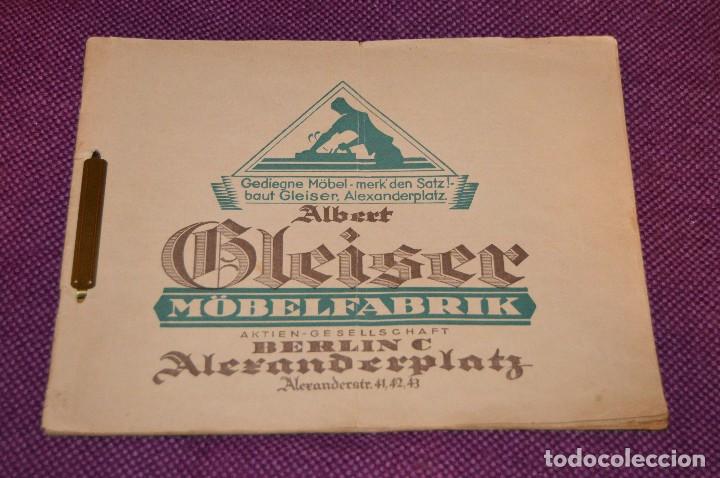 Gediegne Möbel - merk' den Satz! -
baut Gleiser, Alexanderplatz.
Albert
Gleiser
MÖBELFABRIK
AKTIEN-GESELLSCHAFT
BERLIN C
Alexanderplatz
Alexanderstr. 41, 42, 43
todocoleccion